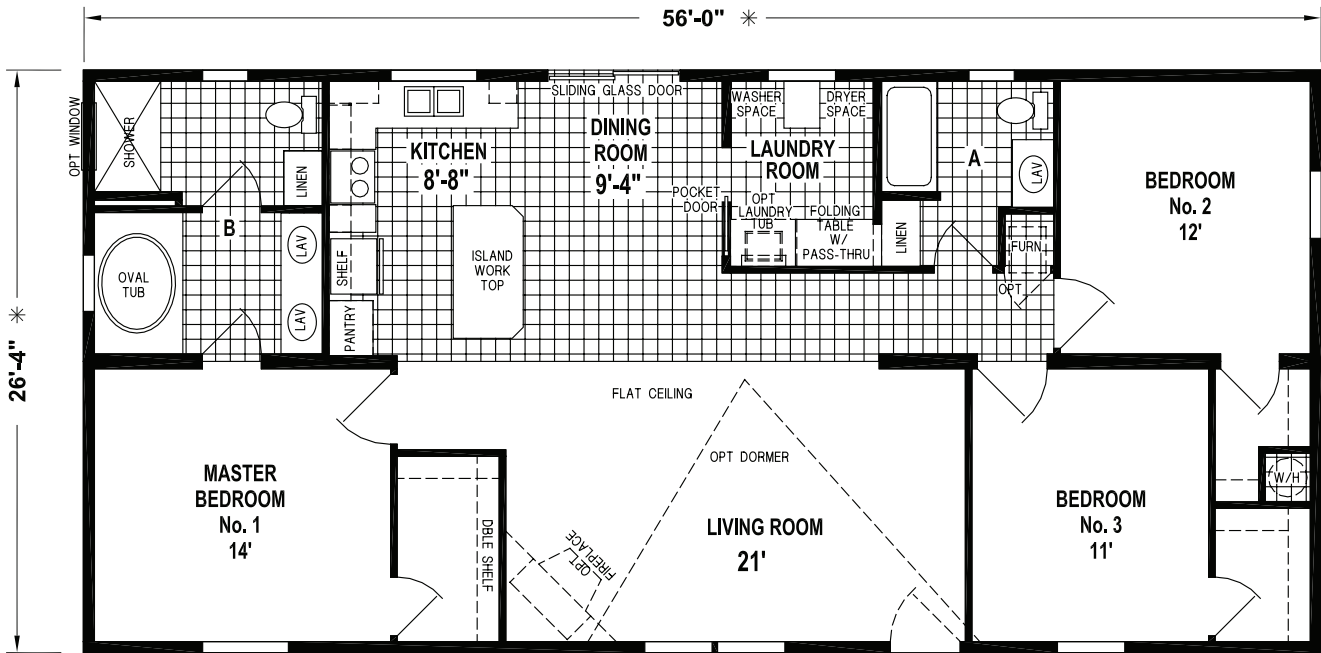 56'-0" ✳
26'-4" ✳
OPT WINDOW
SHOWER
LINEN
B
OVAL
TUB
LAV
LAV
KITCHEN
8'-8"
SHELF
PANTRY
ISLAND
WORK
TOP
SLIDING GLASS DOOR
DINING
ROOM
9'-4"
POCKET
DOOR
WASHER
SPACE
DRYER
SPACE
LAUNDRY
ROOM
OPT
LAUNDRY
TUB
FOLDING
TABLE
W/
PASS-THRU
LINEN
A
LAV
FURN
OPT
BEDROOM
No. 2
12'
MASTER
BEDROOM
No. 1
14'
DBLE SHELF
FLAT CEILING
OPT DORMER
OPT
FIREPLACE
LIVING ROOM
21'
BEDROOM
No. 3
11'
W/H